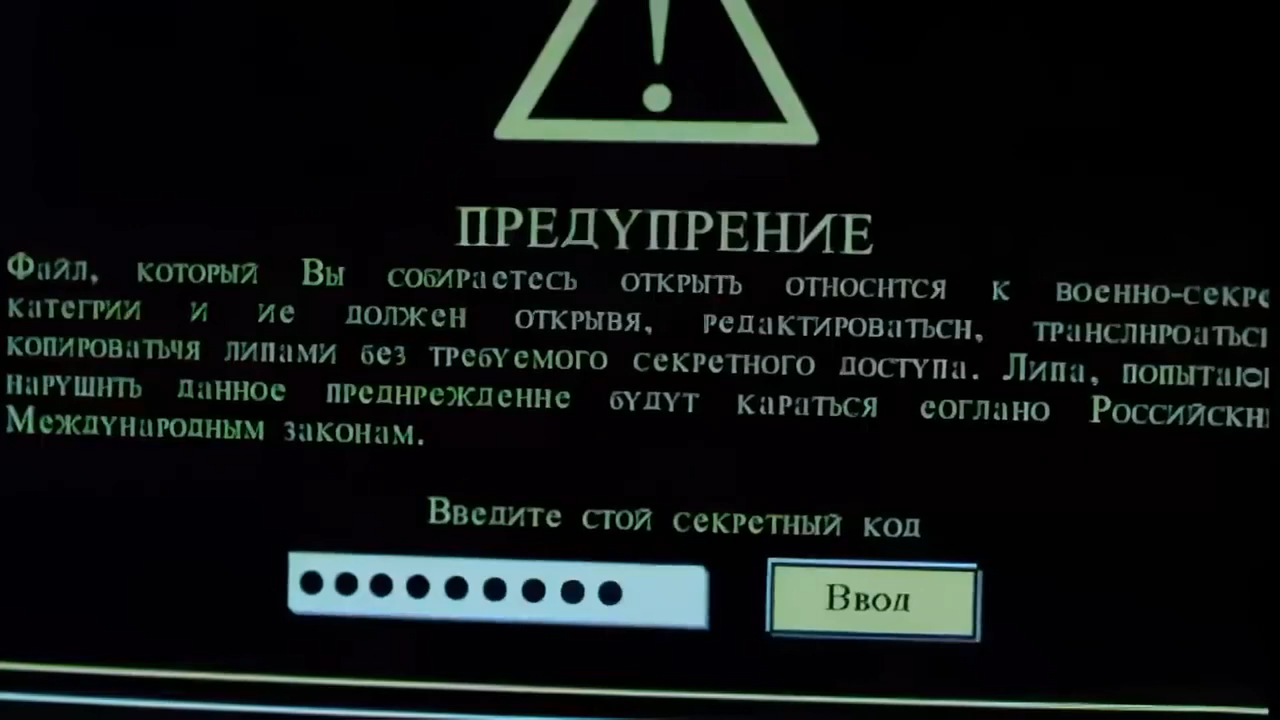 ПРЕДУПРЕНИЕ
Файл, который Вы собираетесь открыть относнтся к военно-секре
категрии и ие должен открывя, редактироватьсн, транслнроатьс
копироватьчя липами без требуемого секретного доступа. Липа, попытаю
нарушнть данное преднрежденне будут караться еоглано Российскн
Международным законам.
Введите стой секретный код
Ввод